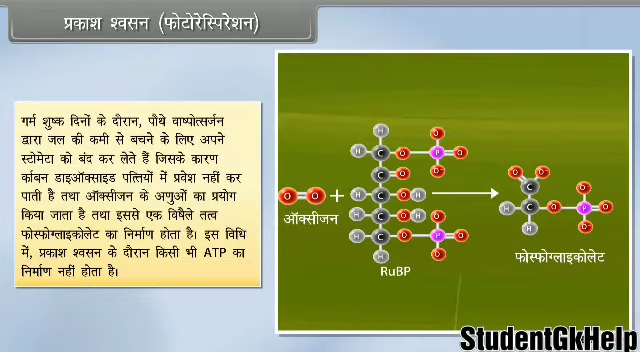 प्रकाश श्वसन (फोटोरेस्पिरेशन)
गर्म शुष्क दिनों के दौरान, पौधे वाष्पोत्सर्जन
द्वारा जल की कमी से बचने के लिए अपने
स्टोमेटा को बंद कर लेते हैं जिसके कारण
कार्बन डाइऑक्साइड पत्तियों में प्रवेश नहीं कर
पाती है तथा ऑक्सीजन के अणुओं का प्रयोग
किया जाता है तथा इससे एक विषैले तत्व
फोस्फोग्लाइकोलेट का निर्माण होता है। इस विधि
में, प्रकाश श्वसन के दौरान किसी भी ATP का
निर्माण नहीं होता है।
H O
H C O P O
C O O
O O + H C O H
H C O H
H C O P O
H O
O O
C
H C O P O
H O
ऑक्सीजन
RuBP
फोस्फोग्लाइकोलेट
StudentGkHelp